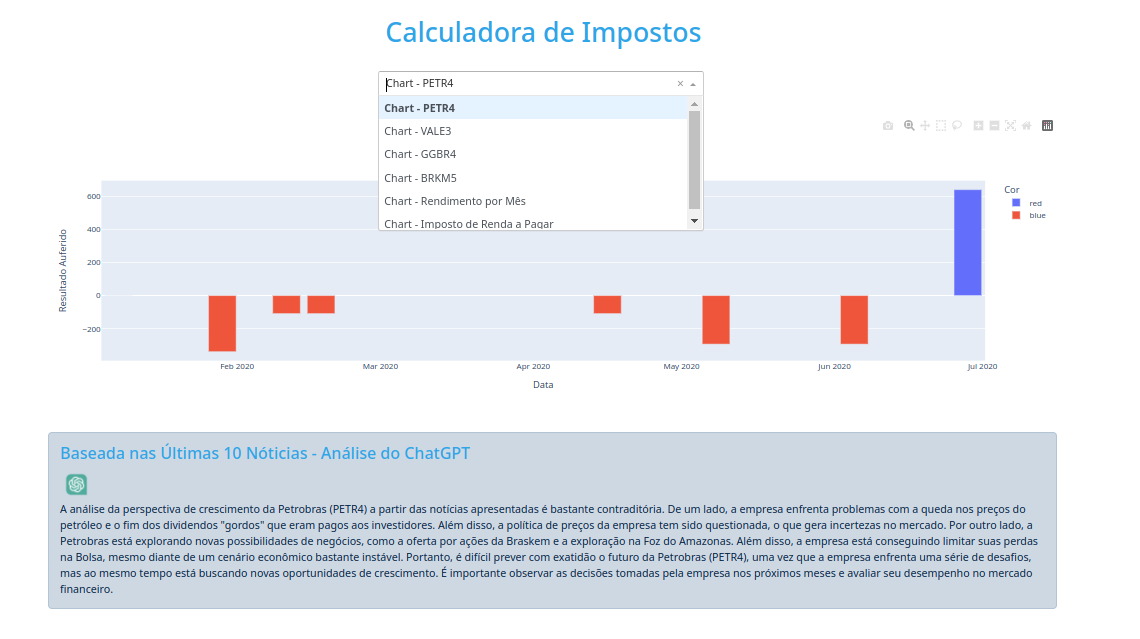 Calculadora de Impostos
Chart - PETR4
Chart - PETR4
Chart - VALE3
Chart - GGBR4
Chart - BRKM5
Chart - Rendimento por Mês
Chart - Imposto de Renda a Pagar
Cor
red
blue
Resultado Auferido
600
400
200
0
−200
Feb 2020
Mar 2020
Apr 2020
May 2020
Jun 2020
Jul 2020
Data
Baseada nas Últimas 10 Nóticias - Análise do ChatGPT
A análise da perspectiva de crescimento da Petrobras (PETR4) a partir das notícias apresentadas é bastante contraditória. De um lado, a empresa enfrenta problemas com a queda nos preços do
petróleo e o fim dos dividendos "gordos" que eram pagos aos investidores. Além disso, a política de preços da empresa tem sido questionada, o que gera incertezas no mercado. Por outro lado, a
Petrobras está explorando novas possibilidades de negócios, como a oferta por ações da Braskem e a exploração na Foz do Amazonas. Além disso, a empresa está conseguindo limitar suas perdas
na Bolsa, mesmo diante de um cenário econômico bastante instável. Portanto, é difícil prever com exatidão o futuro da Petrobras (PETR4), uma vez que a empresa enfrenta uma série de desafios,
mas ao mesmo tempo está buscando novas oportunidades de crescimento. É importante observar as decisões tomadas pela empresa nos próximos meses e avaliar seu desempenho no mercado
financeiro.